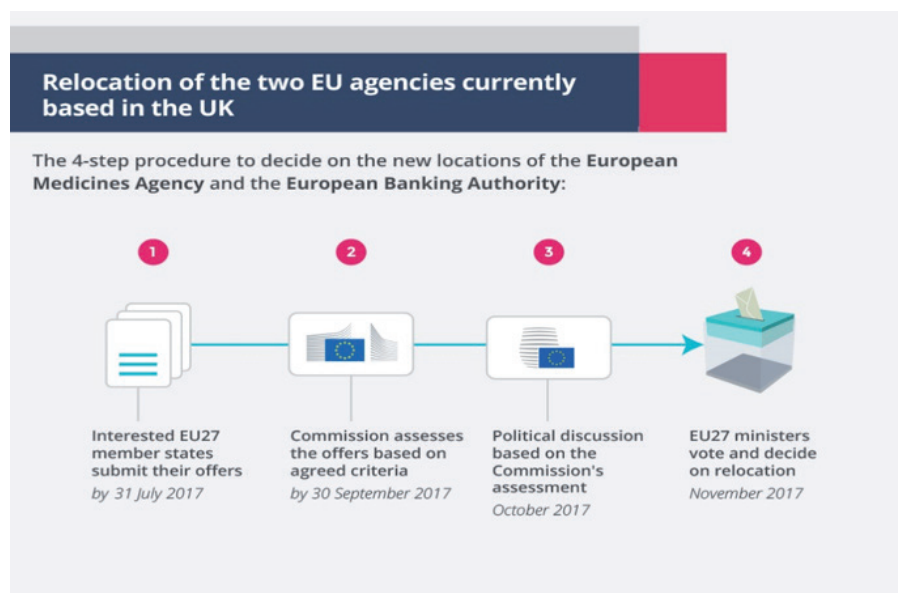 Relocation of the two EU agencies currently
based in the UK
The 4-step procedure to decide on the new locations of the European
Medicines Agency and the European Banking Authority:
1
2
3
4
Interested EU27
member states
submit their offers
by 31 July 2017
Commission assesses
the offers based on
agreed criteria
by 30 September 2017
Political discussion
based on the
Commission's
assessment
October 2017
EU27 ministers
vote and decide
on relocation
November 2017